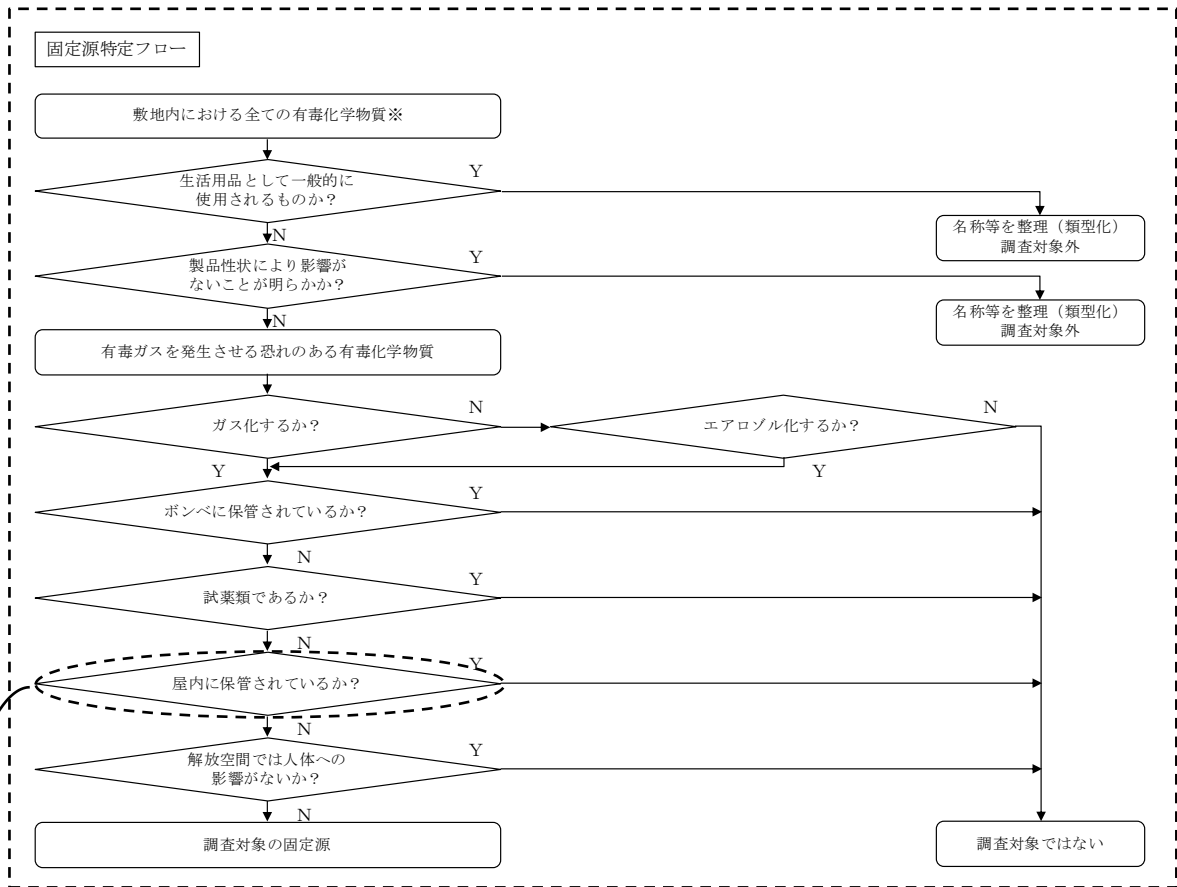 固定源特定フロー
敷地内における全ての有毒化学物質※
生活用品として一般的に
使用されるものか？
Y
名称等を整理（類型化）
調査対象外
N
製品性状により影響が
ないことが明らかか？
Y
名称等を整理（類型化）
調査対象外
N
有毒ガスを発生させる恐れのある有毒化学物質
ガス化するか？
N
エアロゾル化するか？
N
Y
Y
ボンベに保管されているか？
Y
N
試薬類であるか？
Y
N
屋内に保管されているか？
Y
N
解放空間では人体への
影響がないか？
Y
N
調査対象の固定源
調査対象ではない